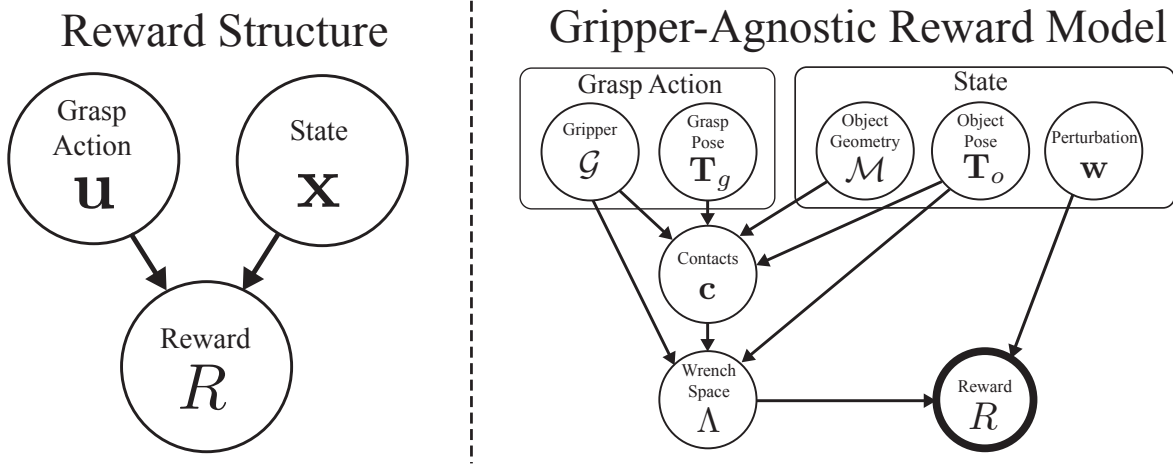 Reward Structure
Grasp
Action
u
State
x
Reward
R
Gripper-Agnostic Reward Model
Grasp Action
State
Gripper
𝒢
Grasp
Pose
T_g
Object
Geometry
ℳ
Object
Pose
T_o
Perturbation
w
Contacts
c
Wrench
Space
Λ
Reward
R